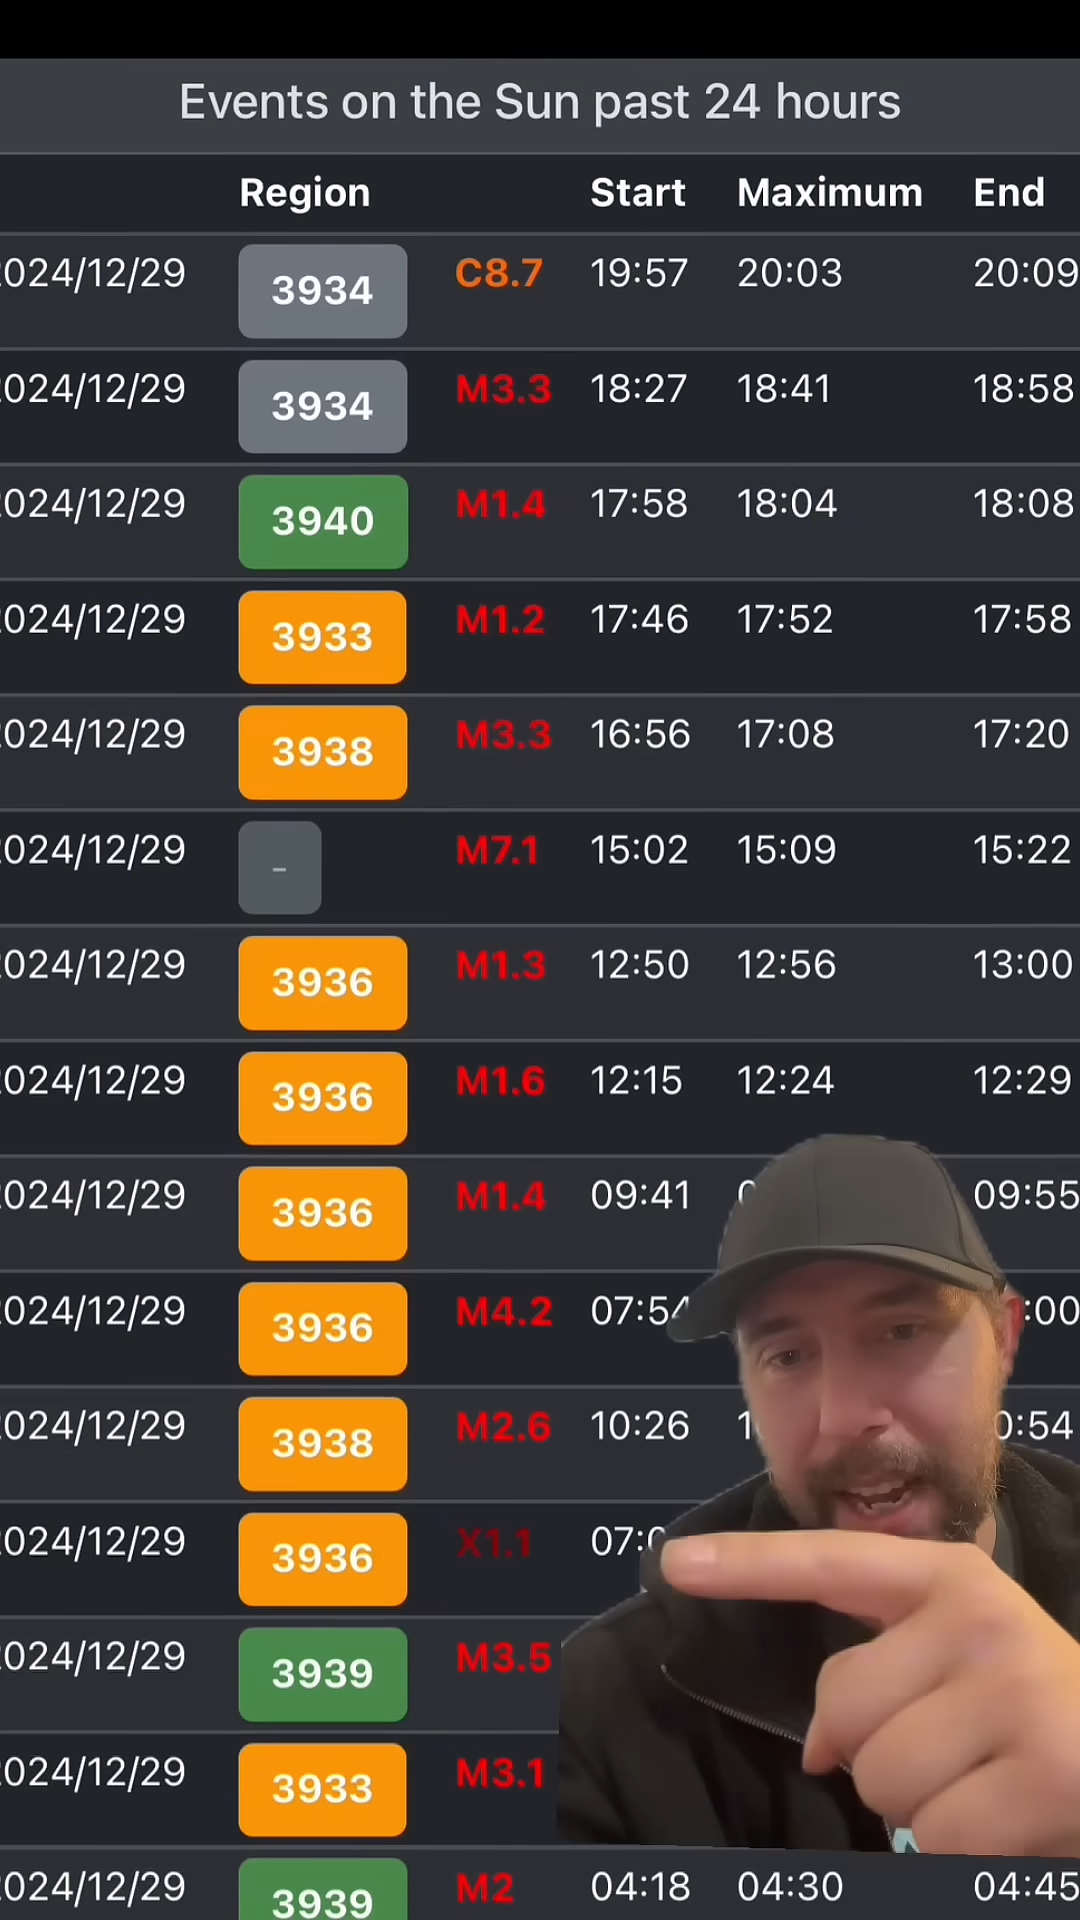 Events on the Sun past 24 hours
Region Start Maximum End
024/12/29 3934 C8.7 19:57 20:03 20:09
024/12/29 3934 M3.3 18:27 18:41 18:58
024/12/29 3940 M1.4 17:58 18:04 18:08
024/12/29 3933 M1.2 17:46 17:52 17:58
024/12/29 3938 M3.3 16:56 17:08 17:20
024/12/29 - M7.1 15:02 15:09 15:22
024/12/29 3936 M1.3 12:50 12:56 13:00
024/12/29 3936 M1.6 12:15 12:24 12:29
024/12/29 3936 M1.4 09:41 09:55
024/12/29 3936 M4.2 07:54 :00
024/12/29 3938 M2.6 10:26 1 0:54
024/12/29 3936 X1.1 07:0
024/12/29 3939 M3.5
024/12/29 3933 M3.1
024/12/29 3939 M2 04:18 04:30 04:45